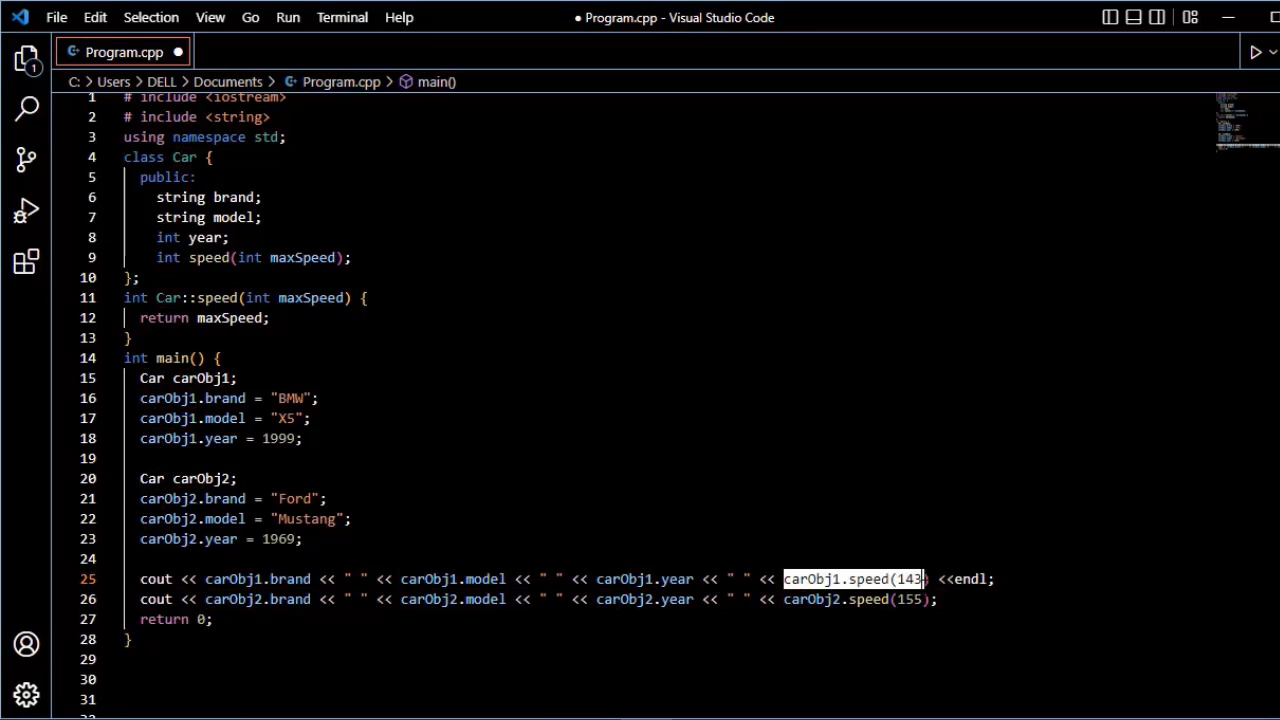 File Edit Selection View Go Run Terminal Help ● Program.cpp - Visual Studio Code
Program.cpp ●
C: > Users > DELL > Documents > Program.cpp > main()
1 # include <iostream>
2 # include <string>
3 using namespace std;
4 class Car {
5 public:
6 string brand;
7 string model;
8 int year;
9 int speed(int maxSpeed);
10 };
11 int Car::speed(int maxSpeed) {
12 return maxSpeed;
13 }
14 int main() {
15 Car carObj1;
16 carObj1.brand = "BMW";
17 carObj1.model = "X5";
18 carObj1.year = 1999;
19
20 Car carObj2;
21 carObj2.brand = "Ford";
22 carObj2.model = "Mustang";
23 carObj2.year = 1969;
24
25 cout << carObj1.brand << " " << carObj1.model << " " << carObj1.year << " " << carObj1.speed(143) <<endl;
26 cout << carObj2.brand << " " << carObj2.model << " " << carObj2.year << " " << carObj2.speed(155);
27 return 0;
28 }
29
30
31